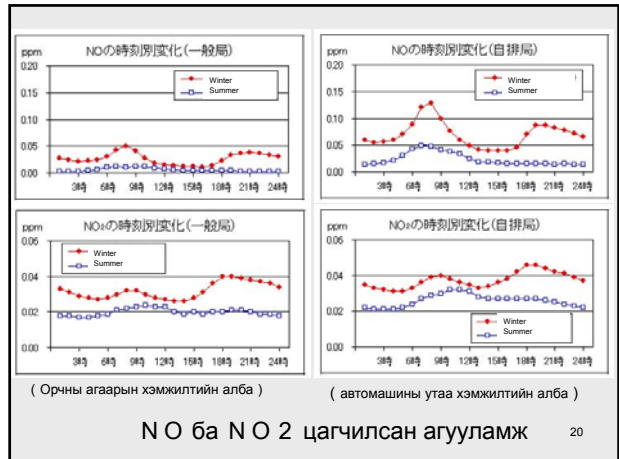 ppm
NOの時刻別変化(一般局)
0.20
0.15
0.10
0.05
0.00
Winter
Summer
3時 6時 9時 12時 15時 18時 21時 24時
ppm
NOの時刻別変化(自排局)
0.20
0.15
0.10
0.05
0.00
Winter
Summer
3時 6時 9時 12時 15時 18時 21時 24時
ppm
NO₂の時刻別変化(一般局)
0.06
0.04
0.02
0.00
Winter
Summer
3時 6時 9時 12時 15時 18時 21時 24時
ppm
NO₂の時刻別変化(自排局)
0.06
0.04
0.02
0.00
Winter
Summer
3時 6時 9時 12時 15時 18時 21時 24時
( Орчны агаарын хэмжилтийн алба )
( автомашины утаа хэмжилтийн алба )
N O ба N O 2 цагчилсан агууламж
20